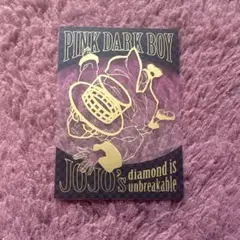 PINK DARK BOY
JOJO's
diamond is
unbreakable